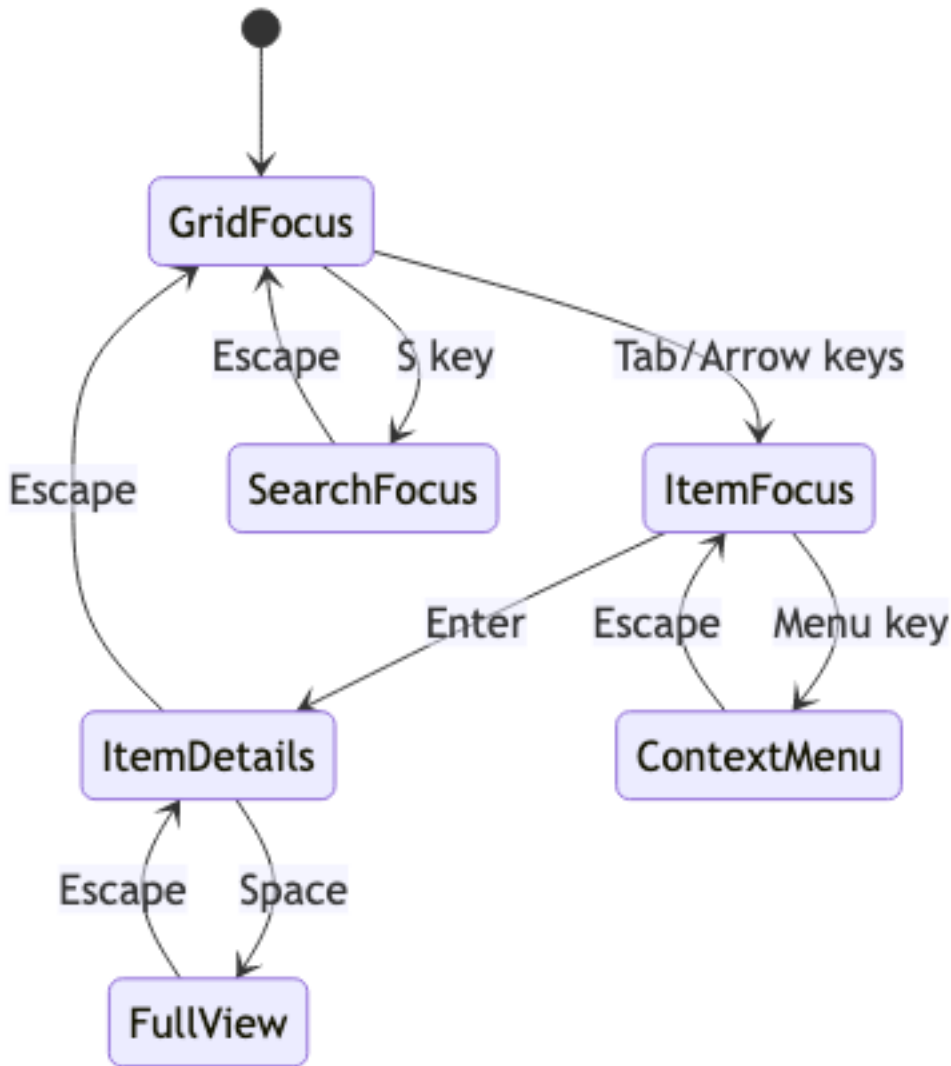 GridFocus
Escape
S key
Tab/Arrow keys
Escape
SearchFocus
ItemFocus
Enter
Escape
Menu key
ItemDetails
ContextMenu
Escape
Space
FullView